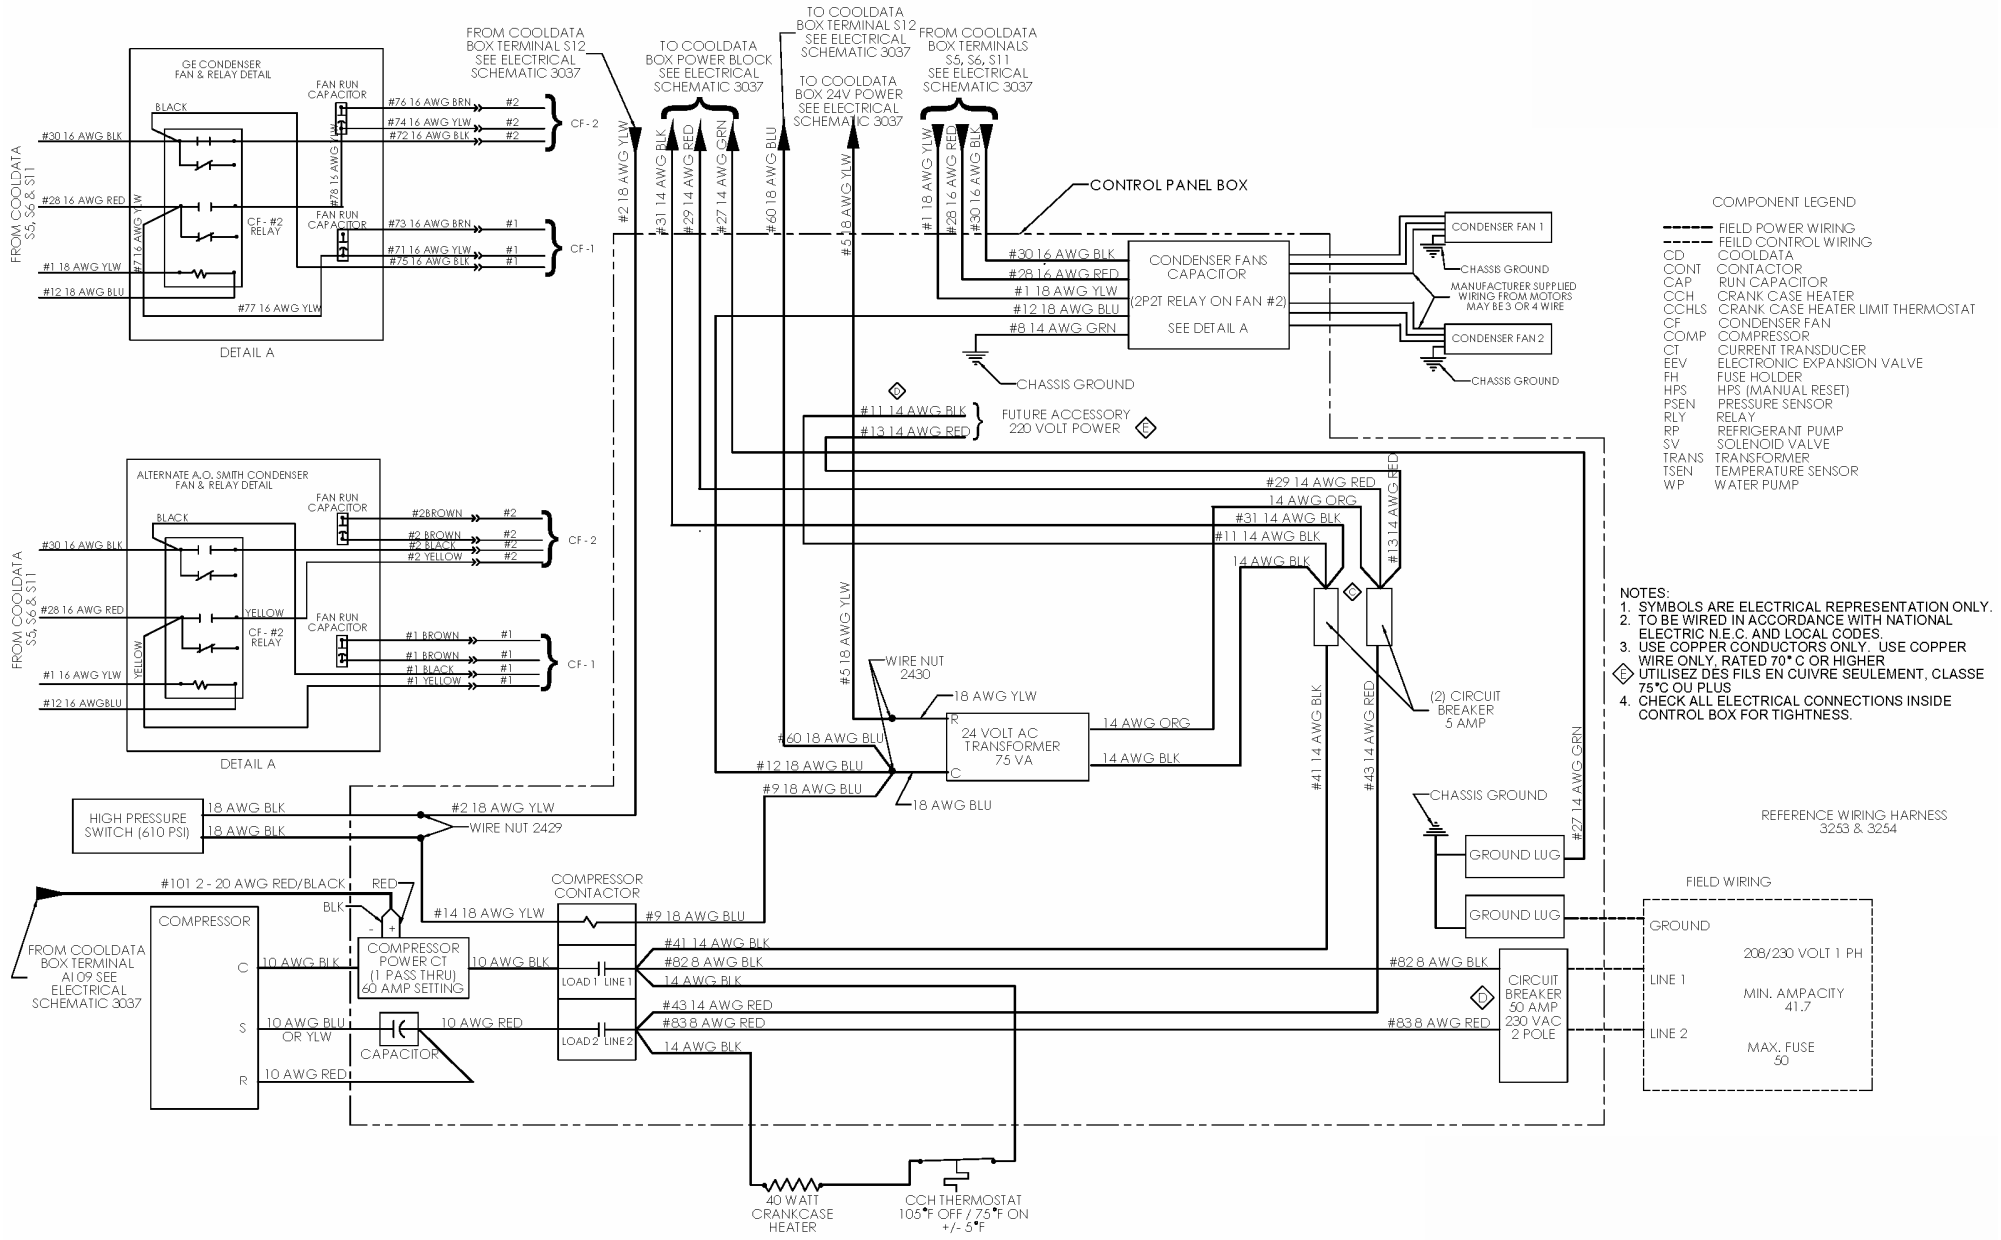 FROM COOLDATA
BOX TERMINAL S12
SEE ELECTRICAL
SCHEMATIC 3037
TO COOLDATA
BOX POWER BLOCK
SEE ELECTRICAL
SCHEMATIC 3037
TO COOLDATA
BOX TERMINAL S12
SEE ELECTRICAL
SCHEMATIC 3037
TO COOLDATA
BOX 24V POWER
SEE ELECTRICAL
SCHEMATIC 3037
FROM COOLDATA
BOX TERMINALS
S5, S6, S11
SEE ELECTRICAL
SCHEMATIC 3037
GE CONDENSER
FAN & RELAY DETAIL
FAN RUN
CAPACITOR
BLACK
#76 16 AWG BRN
#2
#74 16 AWG YLW
#2
#72 16 AWG BLK
#2
CF - 2
#30 16 AWG BLK
FROM COOLDATA
S5, S6 & S11
#28 16 AWG RED
#7 16 AWG YLW
#78 16 AWG YLW
CF - #2
RELAY
FAN RUN
CAPACITOR
#73 16 AWG BRN
#1
#71 16 AWG YLW
#1
#75 16 AWG BLK
#1
CF - 1
#1 18 AWG YLW
#12 18 AWG BLU
#77 16 AWG YLW
DETAIL A
#2 18 AWG YLW
#31 14 AWG BLK
#29 14 AWG RED
#27 14 AWG GRN
#60 18 AWG BLU
#5 18 AWG YLW
#1 18 AWG YLW
#28 16 AWG RED
#30 16 AWG BLK
CONTROL PANEL BOX
#30 16 AWG BLK
#28 16 AWG RED
#1 18 AWG YLW
#12 18 AWG BLU
#8 14 AWG GRN
CONDENSER FANS
CAPACITOR
(2P2T RELAY ON FAN #2)
SEE DETAIL A
CHASSIS GROUND
CONDENSER FAN 1
CHASSIS GROUND
MANUFACTURER SUPPLIED
WIRING FROM MOTORS
MAY BE 3 OR 4 WIRE
CONDENSER FAN 2
CHASSIS GROUND
COMPONENT LEGEND
FIELD POWER WIRING
FEILD CONTROL WIRING
CD COOLDATA
CONT CONTACTOR
CAP RUN CAPACITOR
CCH CRANK CASE HEATER
CCHLS CRANK CASE HEATER LIMIT THERMOSTAT
CF CONDENSER FAN
COMP COMPRESSOR
CT CURRENT TRANSDUCER
EEV ELECTRONIC EXPANSION VALVE
FH FUSE HOLDER
HPS HPS (MANUAL RESET)
PSEN PRESSURE SENSOR
RLY RELAY
RP REFRIGERANT PUMP
SV SOLENOID VALVE
TRANS TRANSFORMER
TSEN TEMPERATURE SENSOR
WP WATER PUMP
D
#11 14 AWG BLK
#13 14 AWG RED
FUTURE ACCESSORY
220 VOLT POWER
E
#29 14 AWG RED
14 AWG ORG
#31 14 AWG BLK
#11 14 AWG BLK
14 AWG BLK
#13 14 AWG RED
C
ALTERNATE A.O. SMITH CONDENSER
FAN & RELAY DETAIL
FAN RUN
CAPACITOR
BLACK
#2BROWN
#2
#2 BROWN
#2
#2 BLACK
#2
#2 YELLOW
#2
CF - 2
#30 16 AWG BLK
FROM COOLDATA
S5, S6 & S11
#28 16 AWG RED
YELLOW
YELLOW
CF - #2
RELAY
FAN RUN
CAPACITOR
#1 BROWN
#1
#1 BROWN
#1
#1 BLACK
#1
#1 YELLOW
#1
CF - 1
#1 16 AWG YLW
#12 16 AWGBLU
DETAIL A
NOTES:
1. SYMBOLS ARE ELECTRICAL REPRESENTATION ONLY.
2. TO BE WIRED IN ACCORDANCE WITH NATIONAL
ELECTRIC N.E.C. AND LOCAL CODES.
3. USE COPPER CONDUCTORS ONLY. USE COPPER
WIRE ONLY, RATED 70°C OR HIGHER
E UTILISEZ DES FILS EN CUIVRE SEULEMENT, CLASSE
75°C OU PLUS
4. CHECK ALL ELECTRICAL CONNECTIONS INSIDE
CONTROL BOX FOR TIGHTNESS.
#5 18 AWG YLW
WIRE NUT
2430
18 AWG YLW
R
24 VOLT AC
TRANSFORMER
75 VA
C
14 AWG ORG
14 AWG BLK
#60 18 AWG BLU
#12 18 AWG BLU
#9 18 AWG BLU
18 AWG BLU
#41 14 AWG BLK
#43 14 AWG RED
(2) CIRCUIT
BREAKER
5 AMP
#27 14 AWG GRN
CHASSIS GROUND
GROUND LUG
GROUND LUG
REFERENCE WIRING HARNESS
3253 & 3254
HIGH PRESSURE
SWITCH (610 PSI)
18 AWG BLK
18 AWG BLK
#2 18 AWG YLW
WIRE NUT 2429
#101 2 - 20 AWG RED/BLACK
RED
BLK
- +
COMPRESSOR
FROM COOLDATA
BOX TERMINAL
AI 09 SEE
ELECTRICAL
SCHEMATIC 3037
C
10 AWG BLK
COMPRESSOR
POWER CT
(1 PASS THRU)
60 AMP SETTING
10 AWG BLK
S
10 AWG BLU
OR YLW
CAPACITOR
10 AWG RED
R
10 AWG RED
COMPRESSOR
CONTACTOR
#14 18 AWG YLW
#9 18 AWG BLU
LOAD 1 LINE1
LOAD2 LINE2
#41 14 AWG BLK
#82 8 AWG BLK
14 AWG BLK
#43 14 AWG RED
#83 8 AWG RED
14 AWG BLK
#82 8 AWG BLK
#83 8 AWG RED
D
CIRCUIT
BREAKER
50 AMP
230 VAC
2 POLE
FIELD WIRING
GROUND
208/230 VOLT 1 PH
LINE 1
MIN. AMPACITY
41.7
LINE 2
MAX. FUSE
50
40 WATT
CRANKCASE
HEATER
CCH THERMOSTAT
105°F OFF / 75°F ON
+/- 5°F